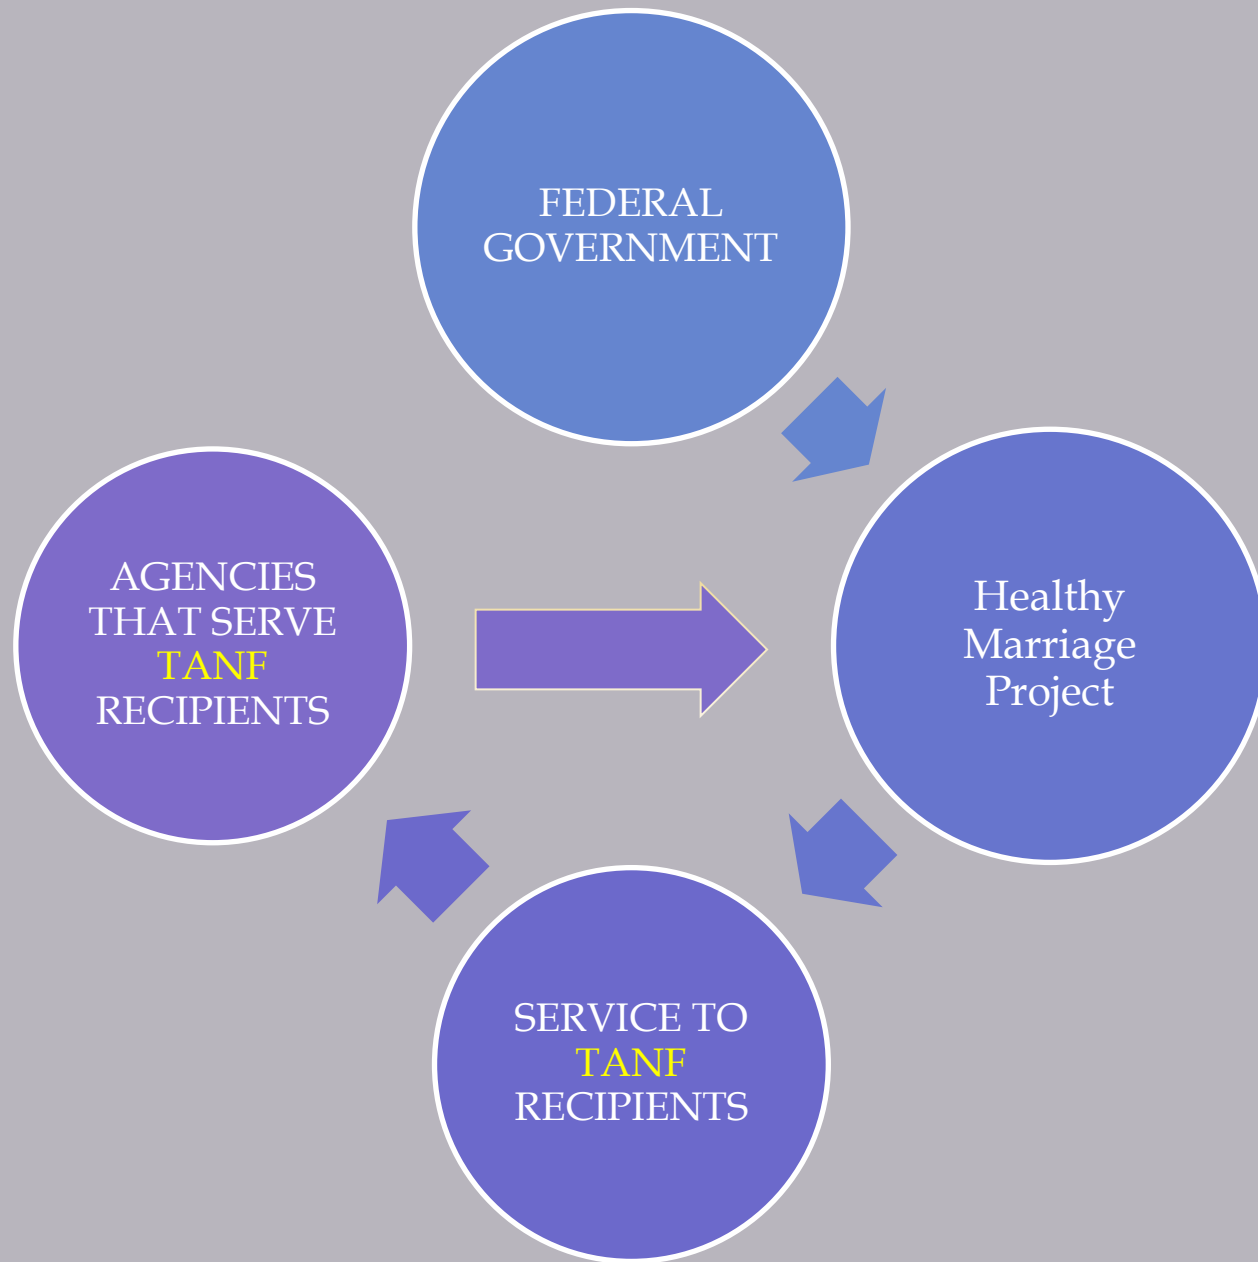 FEDERAL
GOVERNMENT
AGENCIES
THAT SERVE
TANF
RECIPIENTS
Healthy
Marriage
Project
SERVICE TO
TANF
RECIPIENTS